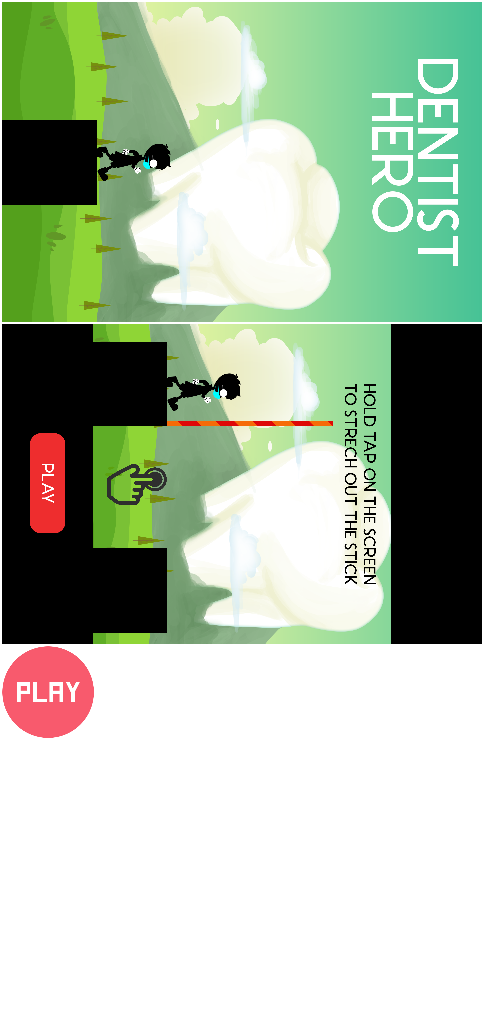 DENTIST
HERO
HOLD TAP ON THE SCREEN
TO STRECH OUT THE STICK
PLAY
PLAY